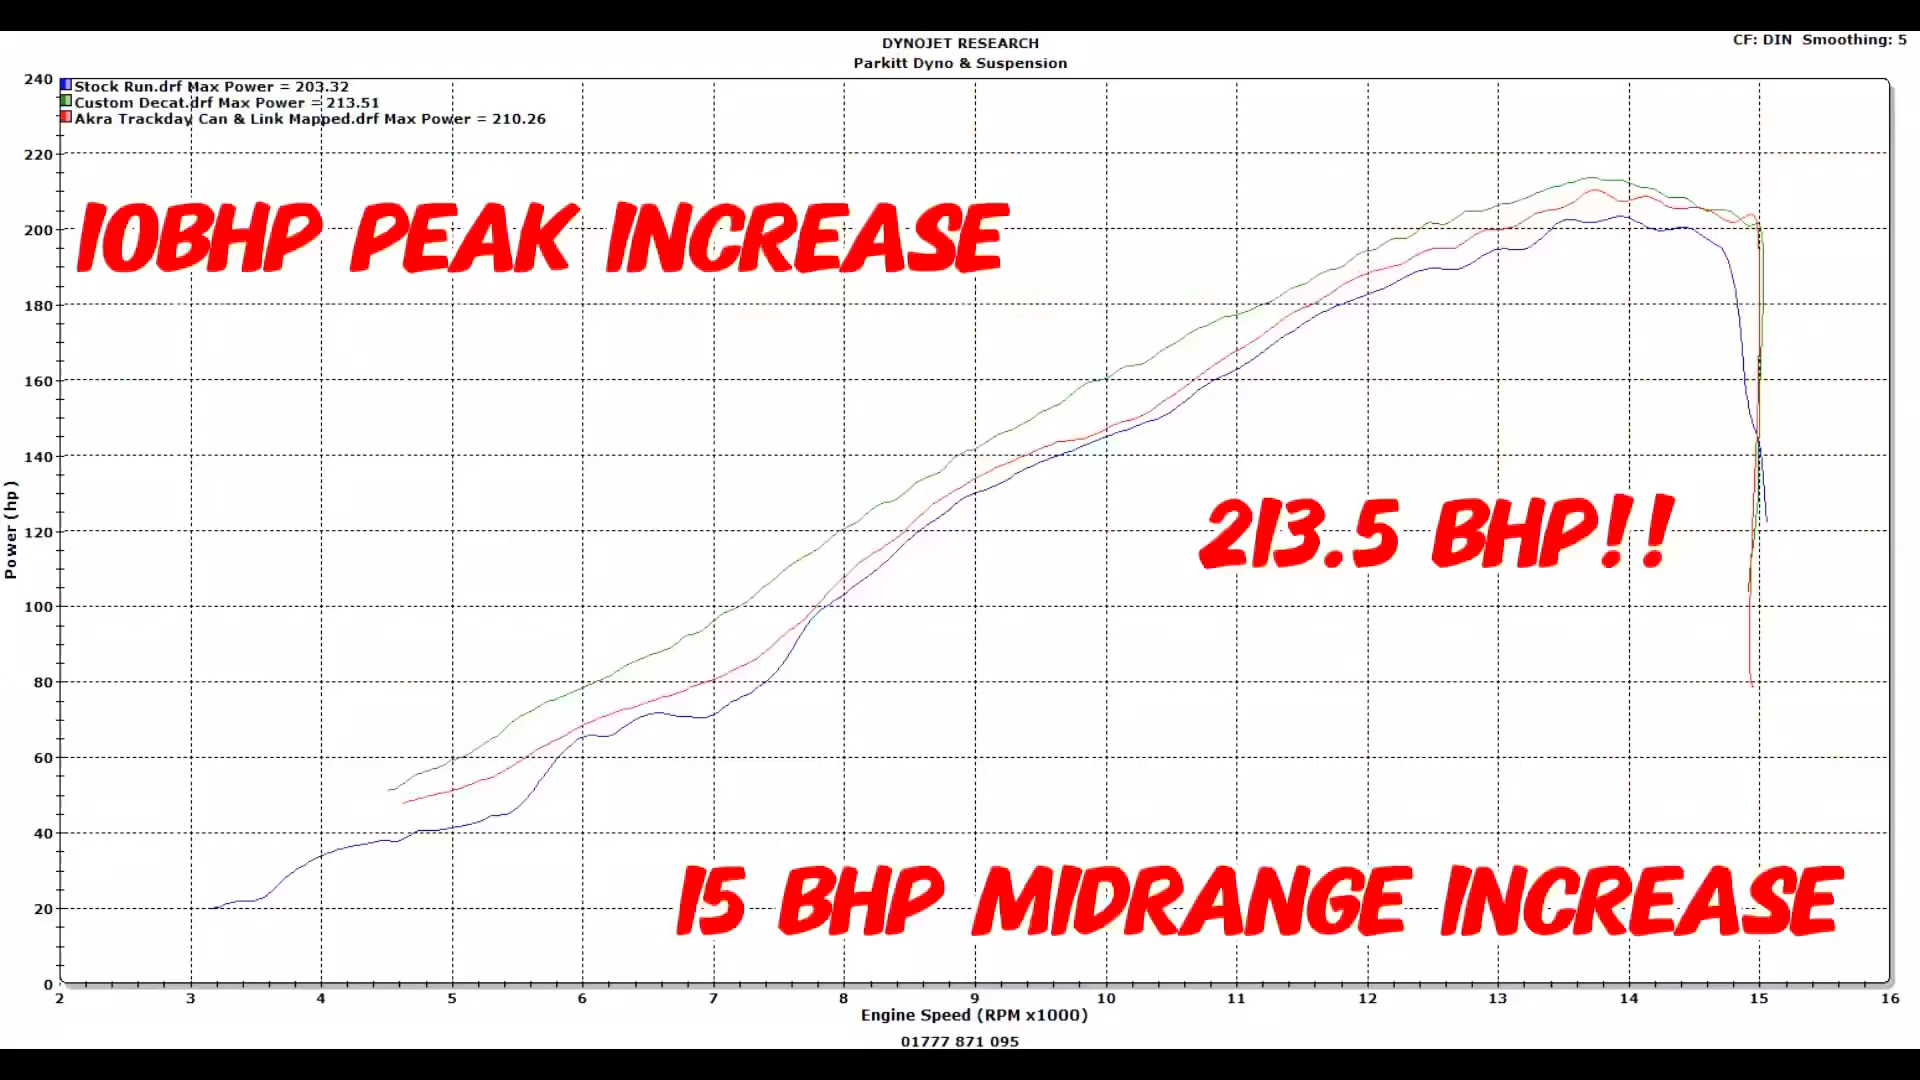 DYNOJET RESEARCH
CF: DIN Smoothing: 5
Parkitt Dyno & Suspension
Stock Run.drf Max Power = 203.32
Custom Decat.drf Max Power = 213.51
Akra Trackday Can & Link Mapped.drf Max Power = 210.26
10BHP PEAK INCREASE
213.5 BHP!!
15 BHP MIDRANGE INCREASE
Power (hp)
240
220
200
180
160
140
120
100
80
60
40
20
0
2 3 4 5 6 7 8 9 10 11 12 13 14 15 16
Engine Speed (RPM x1000)
01777 871 095